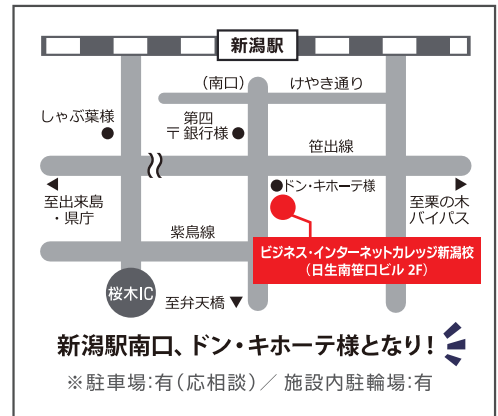 新潟駅
(南口)
けやき通り
しゃぶ葉様
第四
〒銀行様
笹出線
ドン・キホーテ様
至出来島
・県庁
至栗の木
バイパス
紫鳥線
ビジネス・インターネットカレッジ新潟校
(日生南笹口ビル 2F)
桜木IC
至弁天橋▼
新潟駅南口、ドン・キホーテ様となり!
※駐車場:有(応相談)/ 施設内駐輪場:有